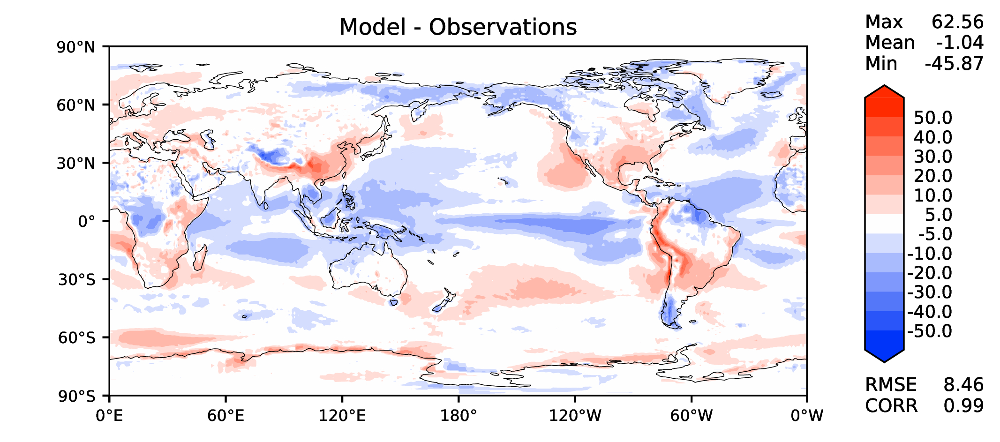 Model - Observations
Max 62.56
Mean -1.04
Min -45.87
90°N
60°N
30°N
0°
30°S
60°S
90°S
0°E
60°E
120°E
180°
120°W
60°W
0°W
50.0
40.0
30.0
20.0
10.0
5.0
-5.0
-10.0
-20.0
-30.0
-40.0
-50.0
RMSE 8.46
CORR 0.99